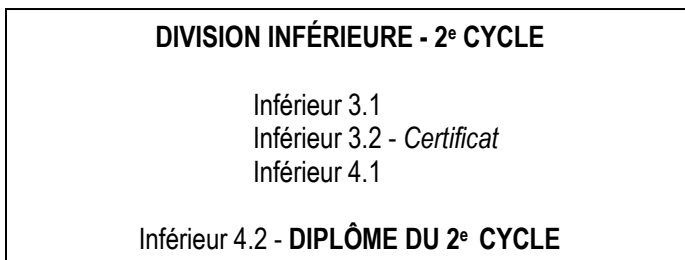 DIVISION INFÉRIEURE - 2e CYCLE
Inférieur 3.1
Inférieur 3.2 - Certificat
Inférieur 4.1
Inférieur 4.2 - DIPLÔME DU 2e CYCLE